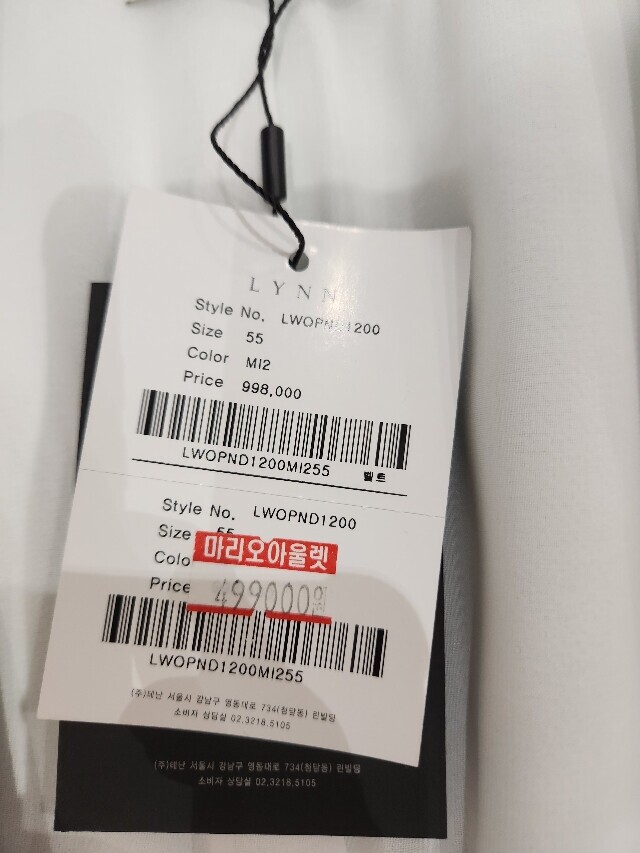 LYNN
Style No. LWOPND1200
Size 55
Color MI2
Price 998,000
LWOPND1200MI255
벨트
Style No. LWOPND1200
Size 55
마리오아울렛
Colo
Price 499000원
LWOPND1200MI255
(주)데난 서울시 강남구 영동대로 734(청담동) 린빌딩
소비자 상담실 02.3218.5105
(주)데난 서울시 강남구 영동대로 734(청담동) 린빌딩
소비자 상담실 02.3218.5105